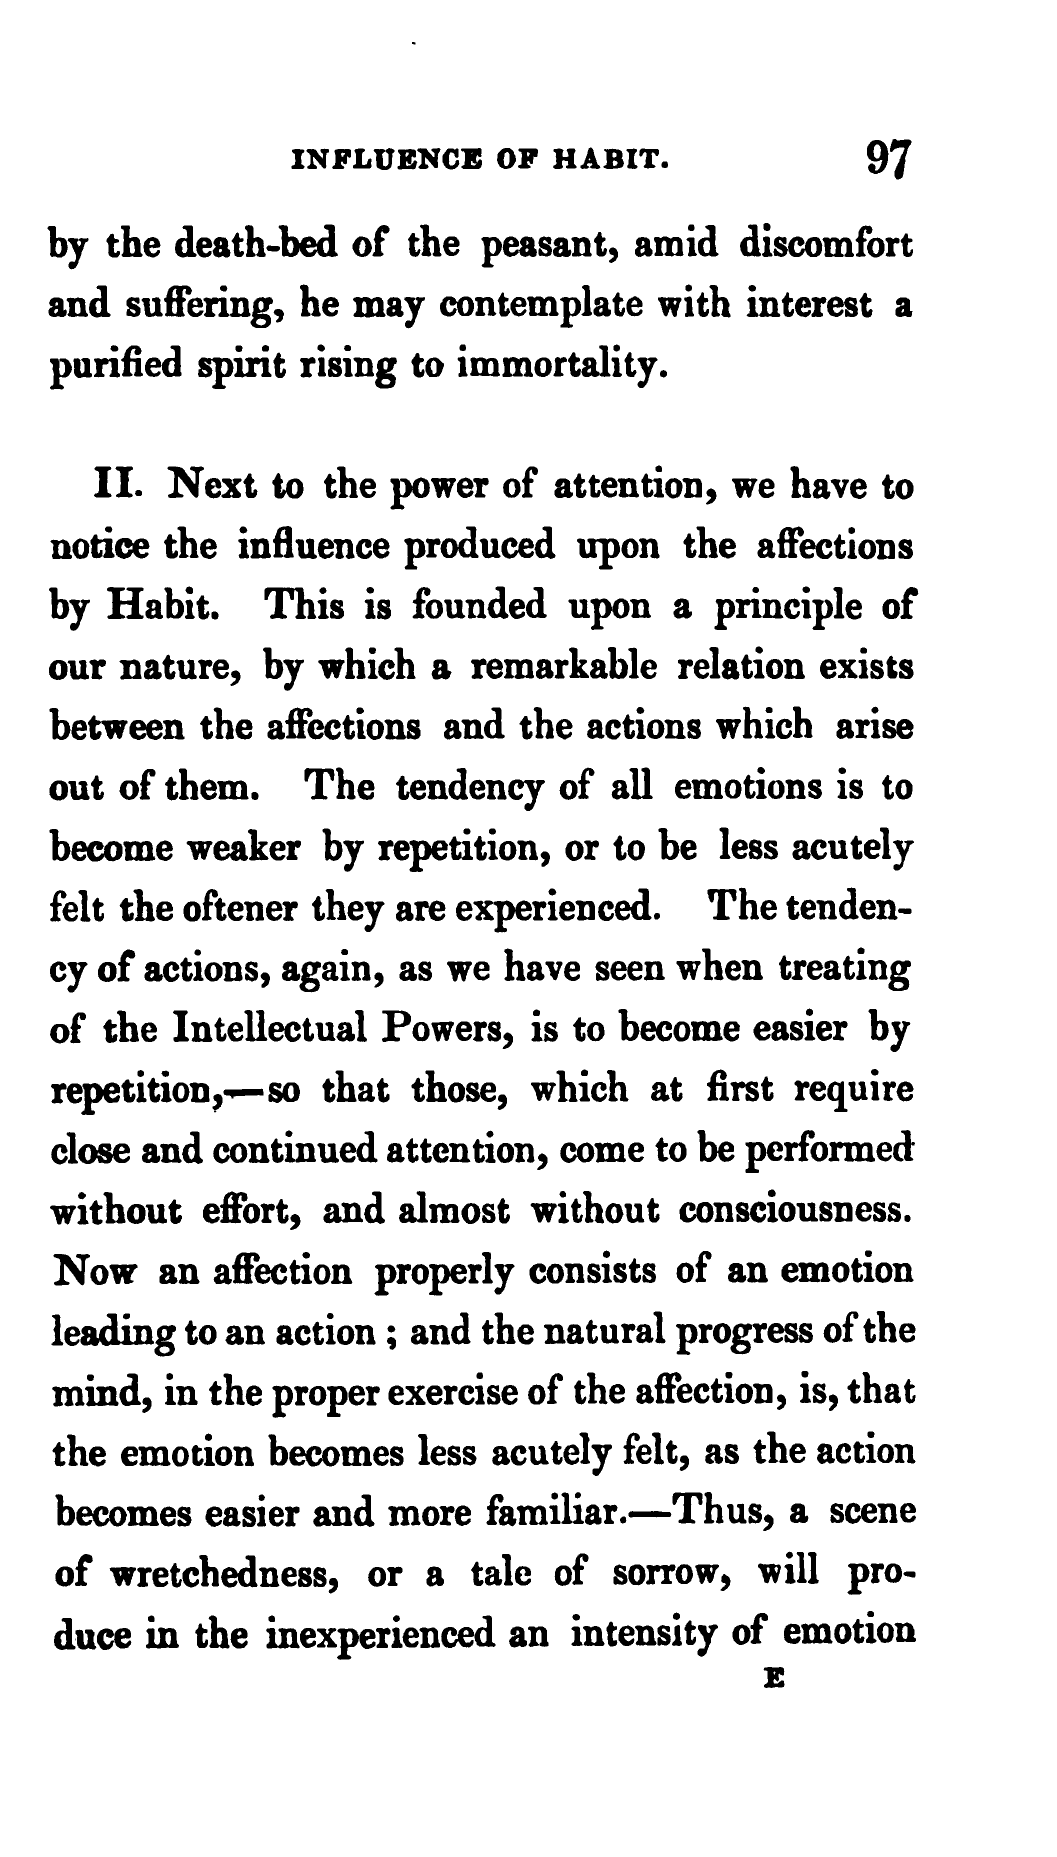 INFLUENCE OF HABIT. 97
by the death-bed of the peasant, amid discomfort
and suffering, he may contemplate with interest a
purified spirit rising to immortality.
II. Next to the power of attention, we have to
notice the influence produced upon the affections
by Habit. This is founded upon a principle of
our nature, by which a remarkable relation exists
between the affections and the actions which arise
out of them. The tendency of all emotions is to
become weaker by repetition, or to be less acutely
felt the oftener they are experienced. The tenden-
cy of actions, again, as we have seen when treating
of the Intellectual Powers, is to become easier by
repetition,—so that those, which at first require
close and continued attention, come to be performed
without effort, and almost without consciousness.
Now an affection properly consists of an emotion
leading to an action ; and the natural progress of the
mind, in the proper exercise of the affection, is, that
the emotion becomes less acutely felt, as the action
becomes easier and more familiar.—Thus, a scene
of wretchedness, or a tale of sorrow, will pro-
duce in the inexperienced an intensity of emotion
E